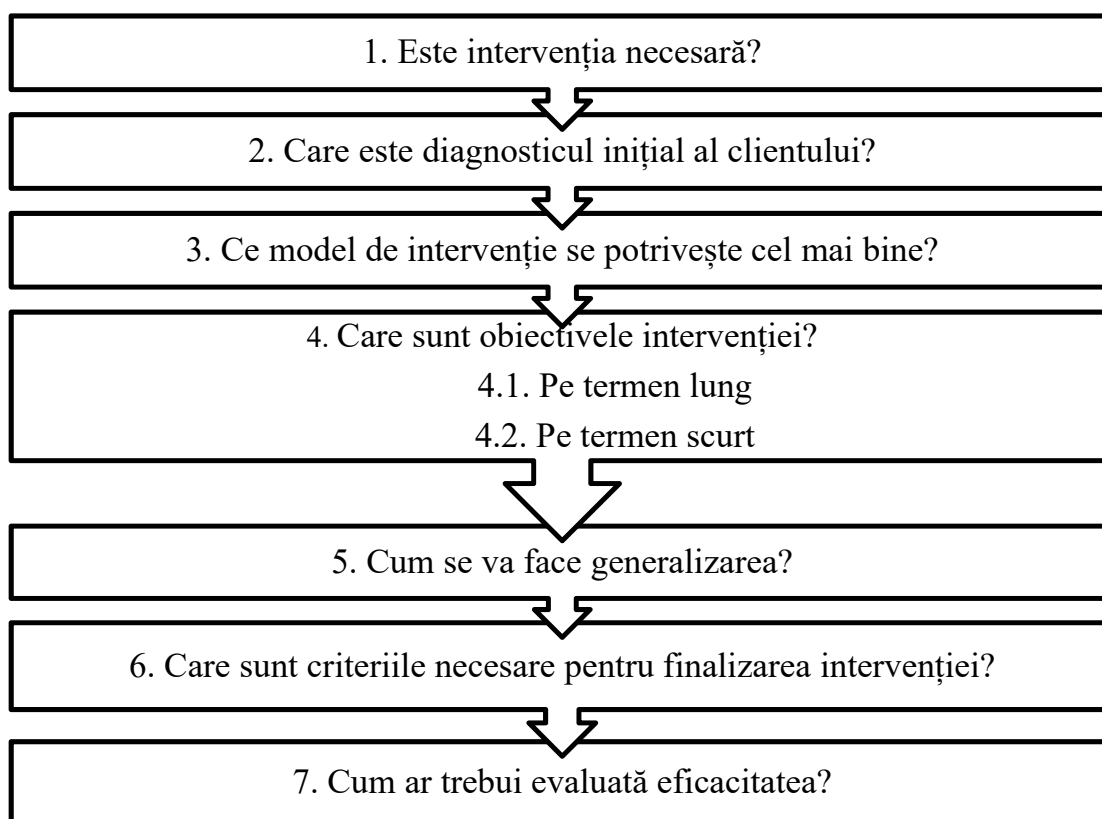 1. Este intervenția necesară?
2. Care este diagnosticul inițial al clientului?
3. Ce model de intervenție se potrivește cel mai bine?
4. Care sunt obiectivele intervenției?
4.1. Pe termen lung
4.2. Pe termen scurt
5. Cum se va face generalizarea?
6. Care sunt criteriile necesare pentru finalizarea intervenției?
7. Cum ar trebui evaluată eficacitatea?